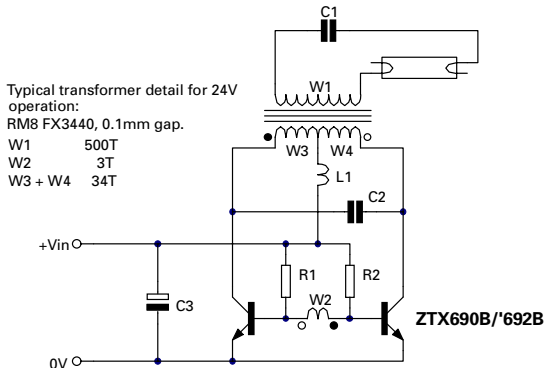 C1
Typical transformer detail for 24V
operation:
RM8 FX3440, 0.1mm gap.
W1 500T
W2 3T
W3 + W4 34T
W1
W3 W4
L1
C2
+Vin
R1 R2
W2
C3
ZTX690B/'692B
0V